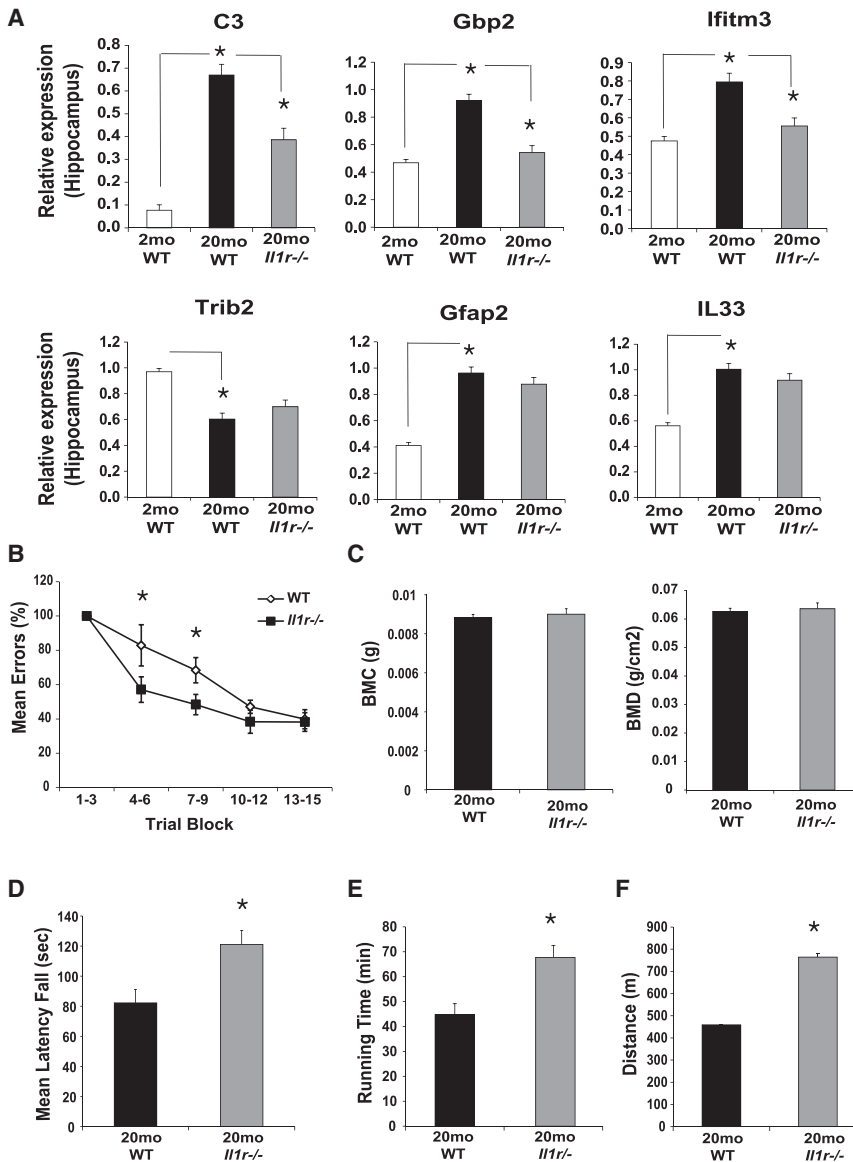 A
C3
Gbp2
Ifitm3
Relative expression
(Hippocampus)
0.8
0.7
0.6
0.5
0.4
0.3
0.2
0.1
0.0
*
*
2mo
WT
20mo
WT
20mo
Il1r-/-
1.2
1.0
0.8
0.6
0.4
0.2
0.0
*
*
2mo
WT
20mo
WT
20mo
Il1r-/-
0.9
0.8
0.7
0.6
0.5
0.4
0.3
0.2
0.1
0.0
*
*
2mo
WT
20mo
WT
20mo
Il1r-/-
Trib2
Gfap2
IL33
Relative expression
(Hippocampus)
1.2
1.0
0.8
0.6
0.4
0.2
0.0
*
2mo
WT
20mo
WT
20mo
Il1r-/-
1.2
1.0
0.8
0.6
0.4
0.2
0.0
*
2mo
WT
20mo
WT
20mo
Il1r-/-
1.2
1.0
0.8
0.6
0.4
0.2
0.0
*
2mo
WT
20mo
WT
20mo
Il1r/-
B
Mean Errors (%)
120
100
80
60
40
20
0
*
*
WT
Il1r-/-
1-3 4-6 7-9 10-12 13-15
Trial Block
C
BMC (g)
0.01
0.008
0.006
0.004
0.002
0
20mo
WT
20mo
Il1r-/-
BMD (g/cm2)
0.07
0.06
0.05
0.04
0.03
0.02
0.01
0
20mo
WT
20mo
Il1r-/-
D
Mean Latency Fall (sec)
140
120
100
80
60
40
20
0
*
20mo
WT
20mo
Il1r-/-
E
Running Time (min)
80
70
60
50
40
30
20
10
0
*
20mo
WT
20mo
Il1r/-
F
Distance (m)
900
800
700
600
500
400
300
200
100
0
*
20mo
WT
20mo
Il1r-/-